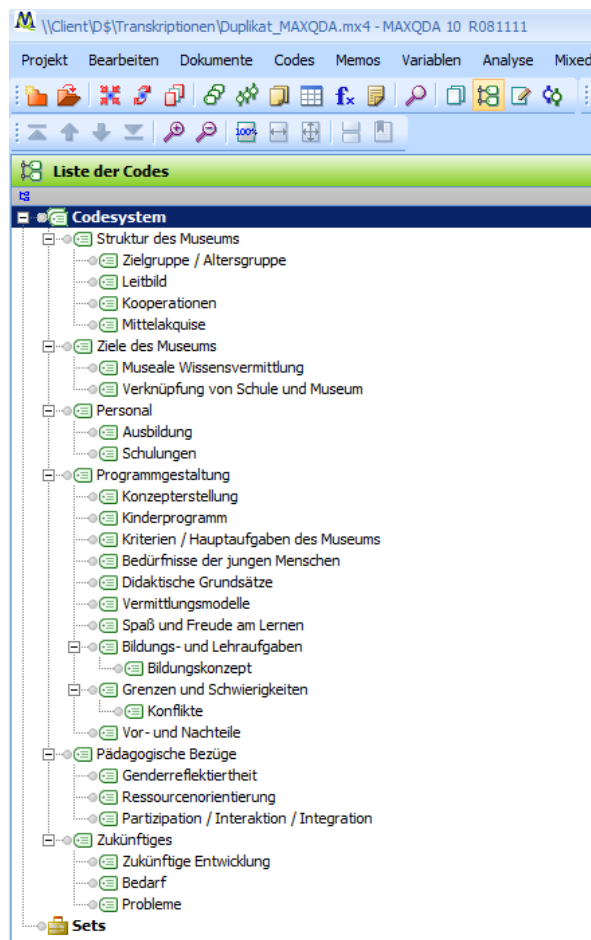 \\Client\D$\Transkriptionen\Duplikat_MAXQDA.mx4 - MAXQDA 10 R081111
Projekt Bearbeiten Dokumente Codes Memos Variablen Analyse Mixed
100%
Liste der Codes
Codesystem
Struktur des Museums
Zielgruppe / Altersgruppe
Leitbild
Kooperationen
Mittelakquise
Ziele des Museums
Museale Wissensvermittlung
Verknüpfung von Schule und Museum
Personal
Ausbildung
Schulungen
Programmgestaltung
Konzepterstellung
Kinderprogramm
Kriterien / Hauptaufgaben des Museums
Bedürfnisse der jungen Menschen
Didaktische Grundsätze
Vermittlungsmodelle
Spaß und Freude am Lernen
Bildungs- und Lehraufgaben
Bildungskonzept
Grenzen und Schwierigkeiten
Konflikte
Vor- und Nachteile
Pädagogische Bezüge
Genderreflektiertheit
Ressourcenorientierung
Partizipation / Interaktion / Integration
Zukünftiges
Zukünftige Entwicklung
Bedarf
Probleme
Sets